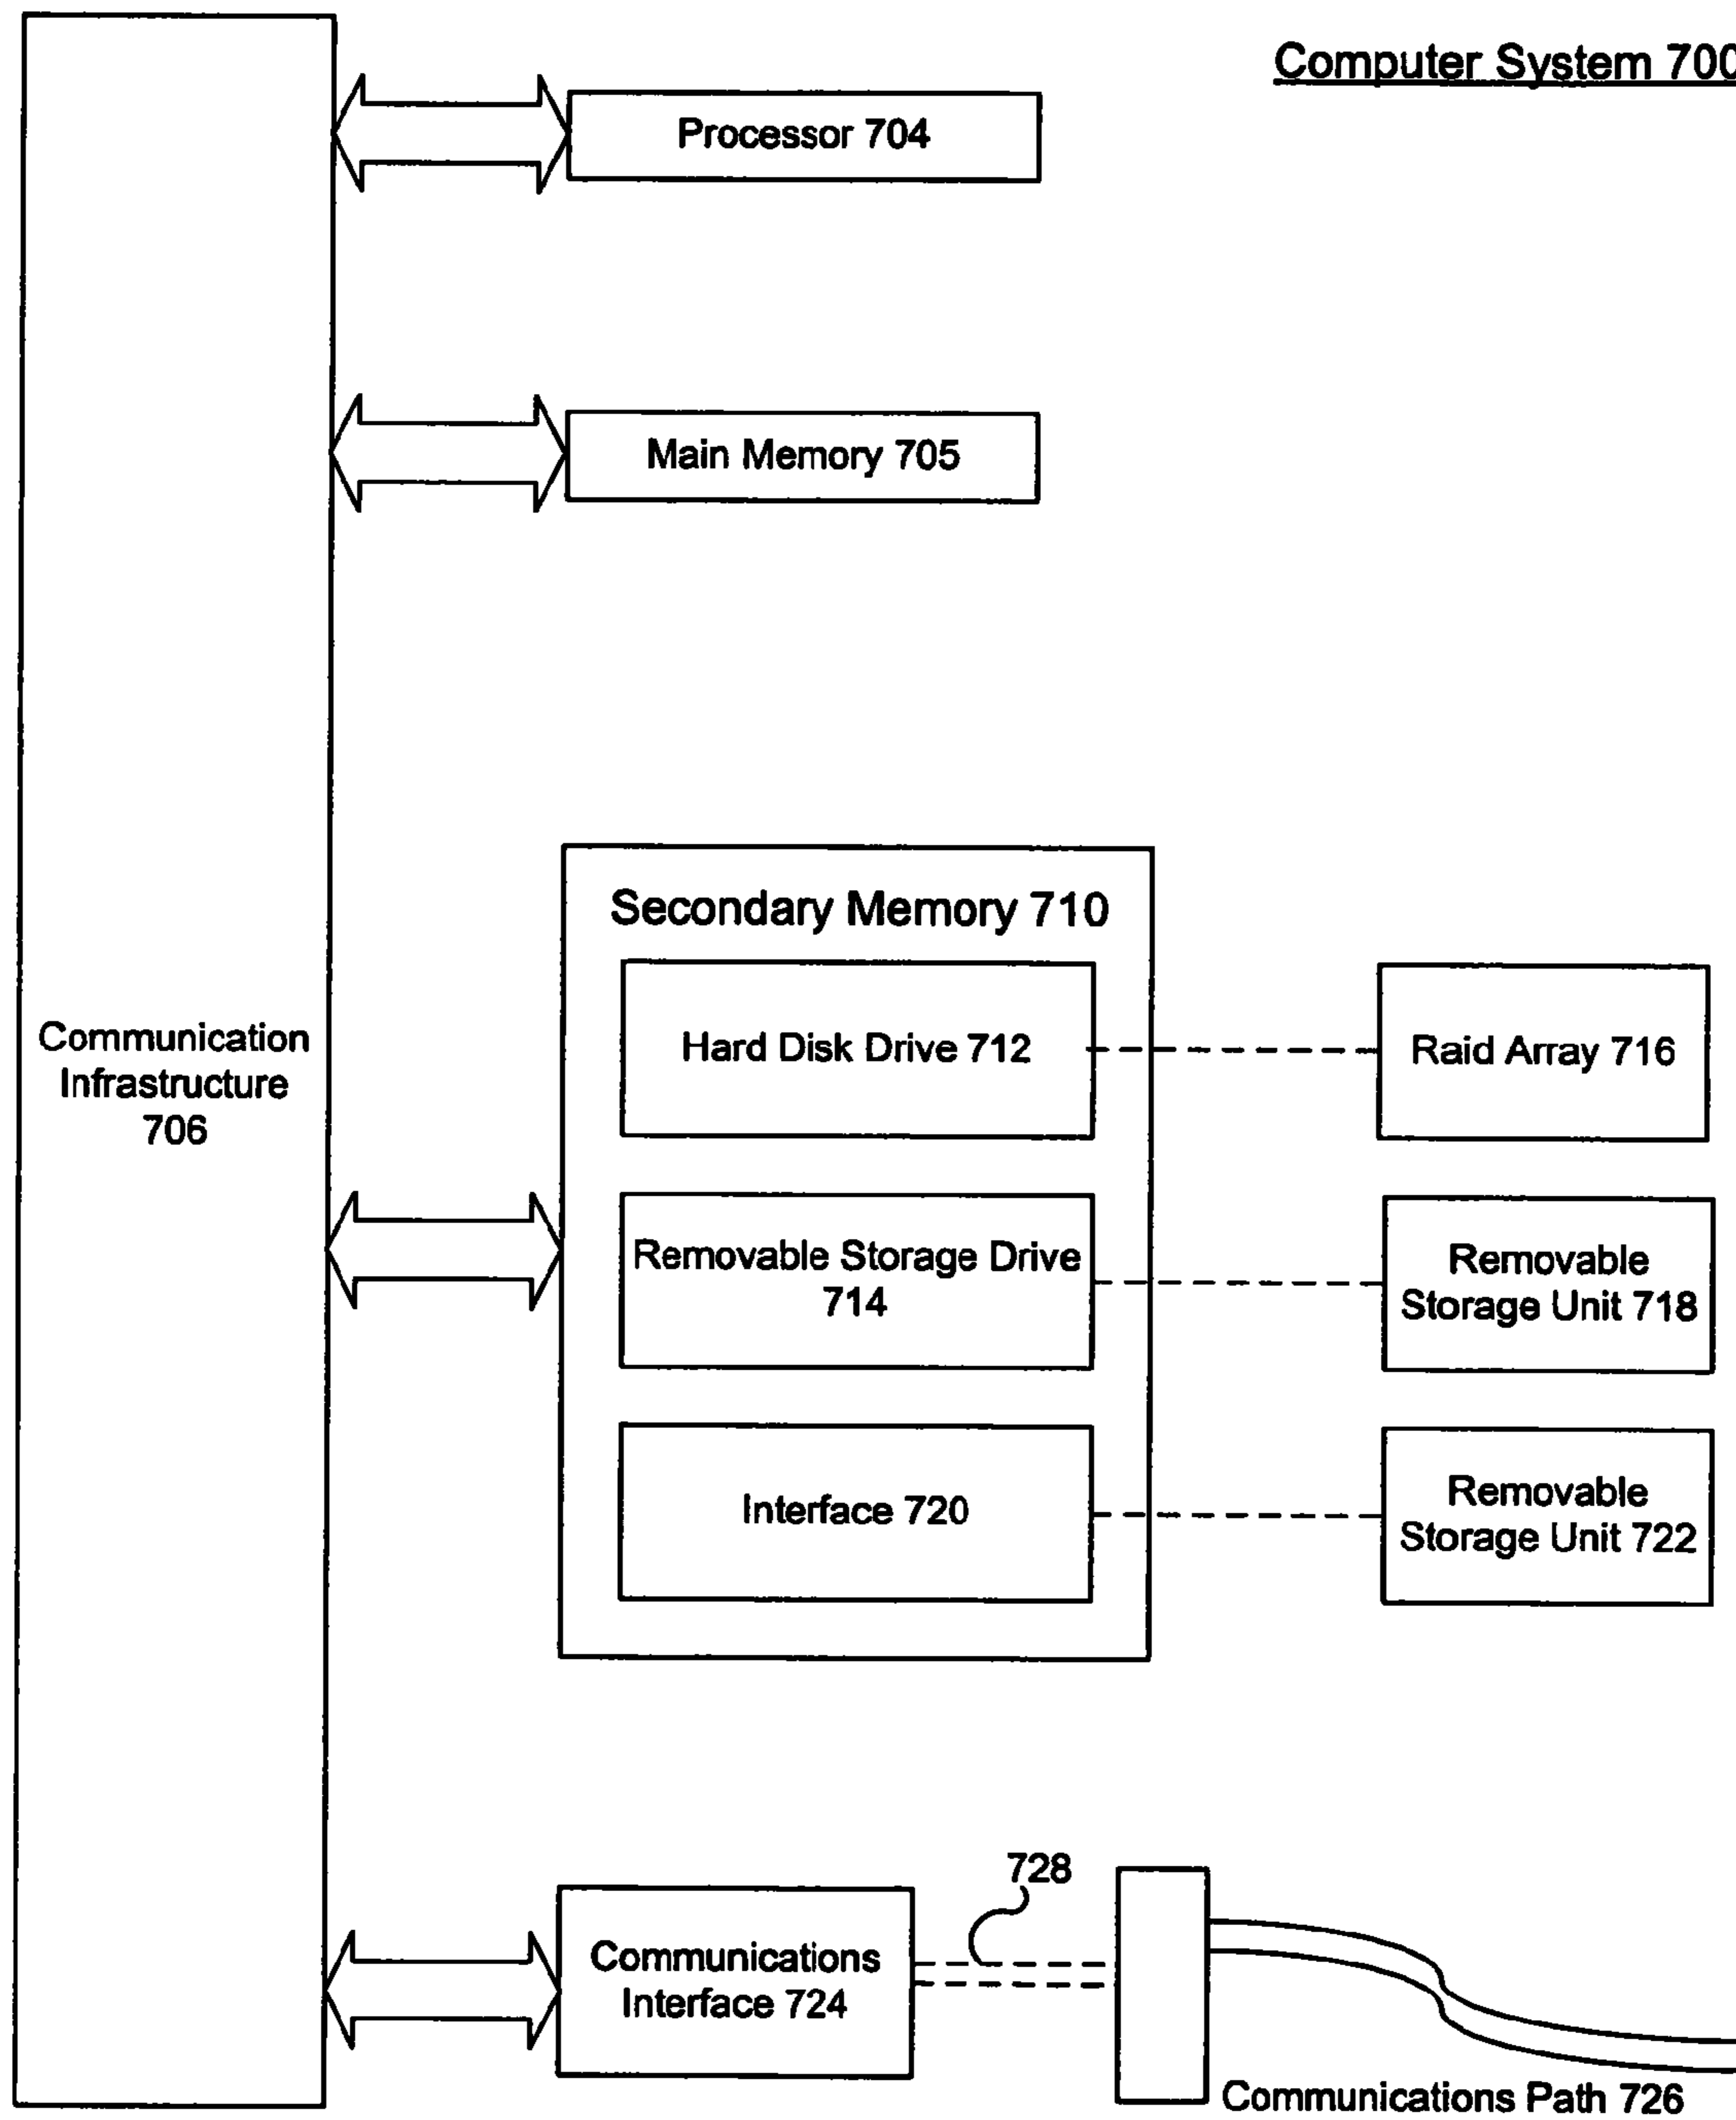 Computer System 700
Processor 704
Main Memory 705
Secondary Memory 710
Hard Disk Drive 712
Raid Array 716
Communication
Infrastructure
706
Removable Storage Drive
714
Removable
Storage Unit 718
Interface 720
Removable
Storage Unit 722
728
Communications
Interface 724
Communications Path 726